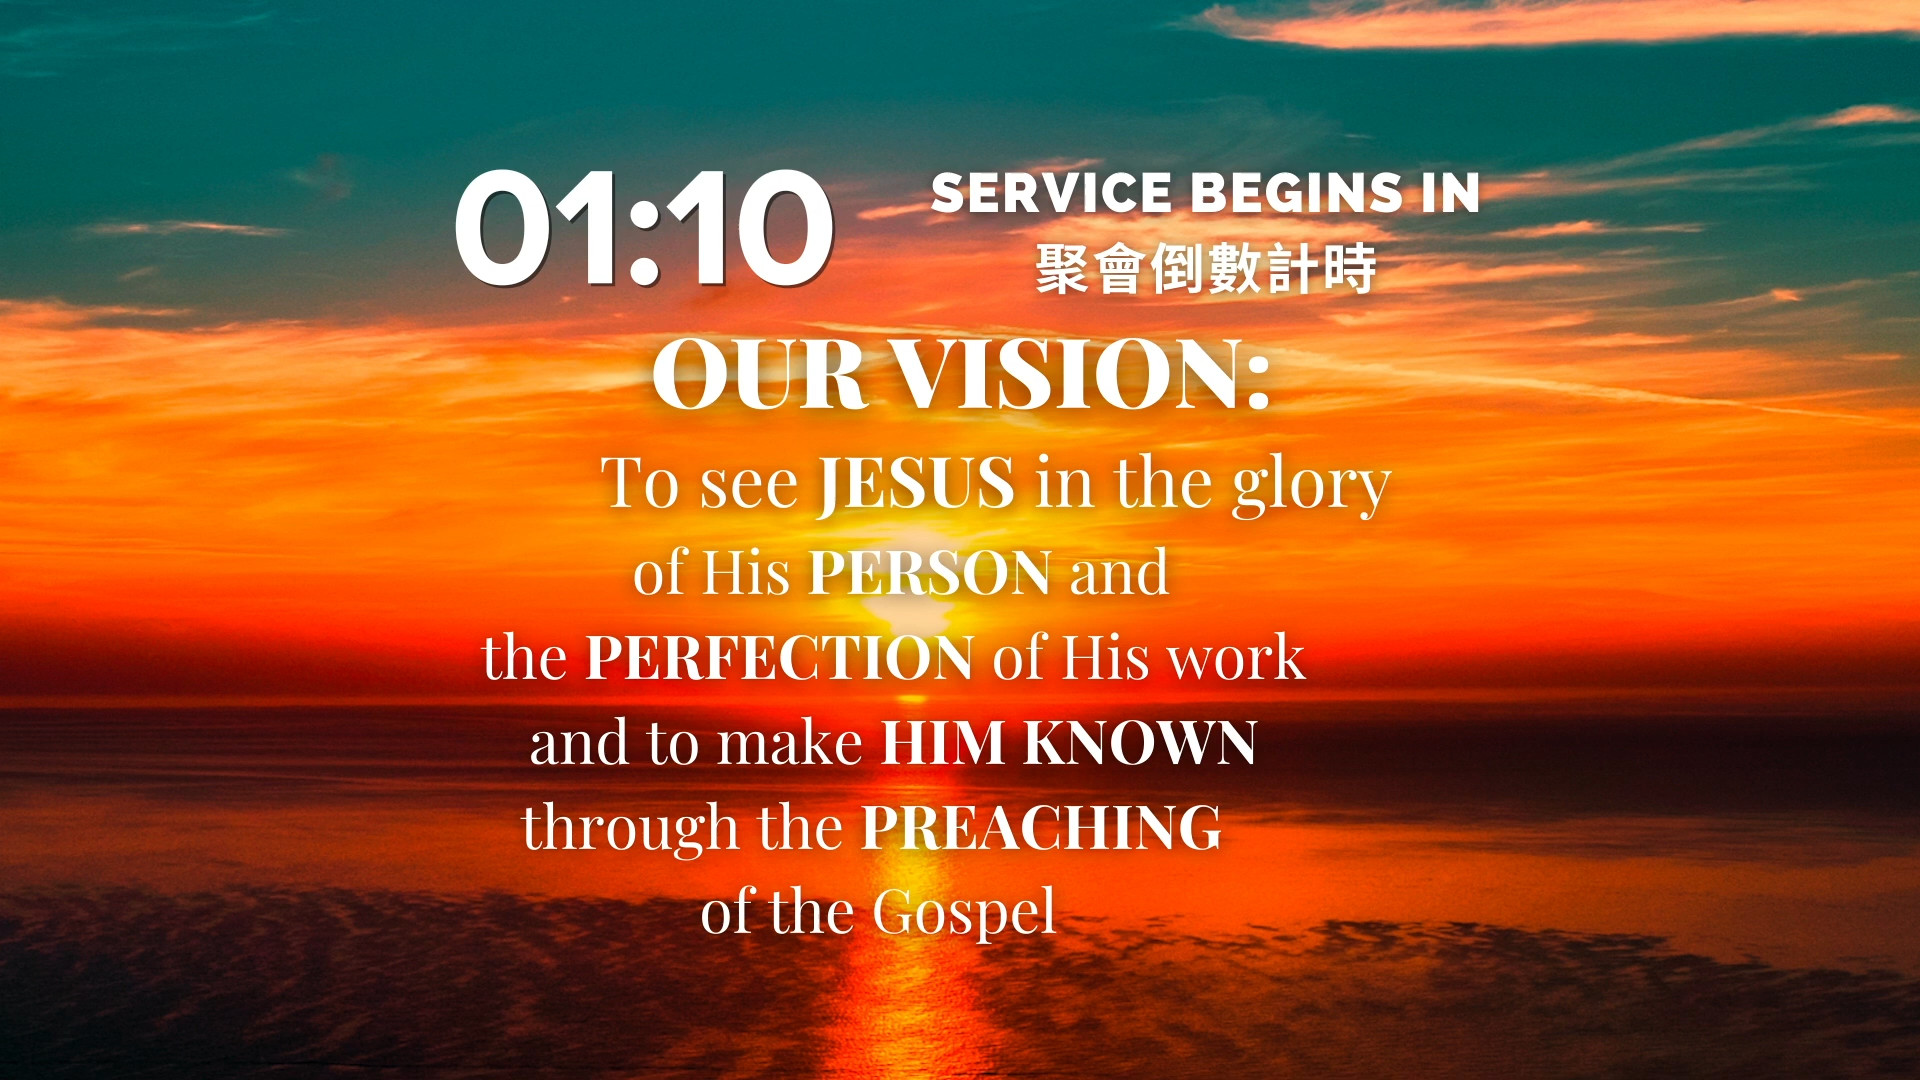 01:10
SERVICE BEGINS IN
聚會倒數計時
OUR VISION:
To see JESUS in the glory
of His PERSON and
the PERFECTION of His work
and to make HIM KNOWN
through the PREACHING
of the Gospel